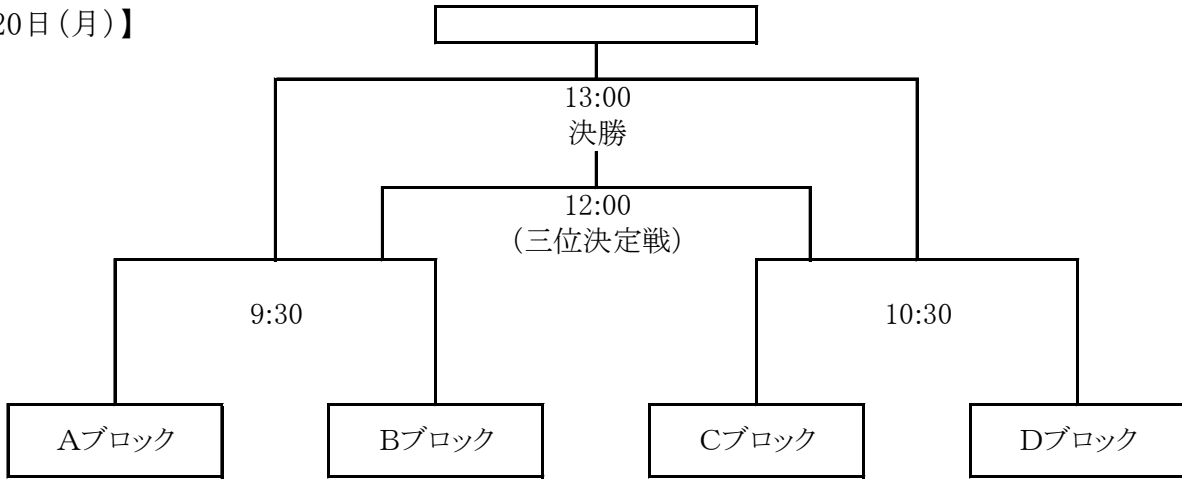 20日(月)】
13:00
決勝
12:00
(三位決定戦)
9:30
10:30
Aブロック
Bブロック
Cブロック
Dブロック